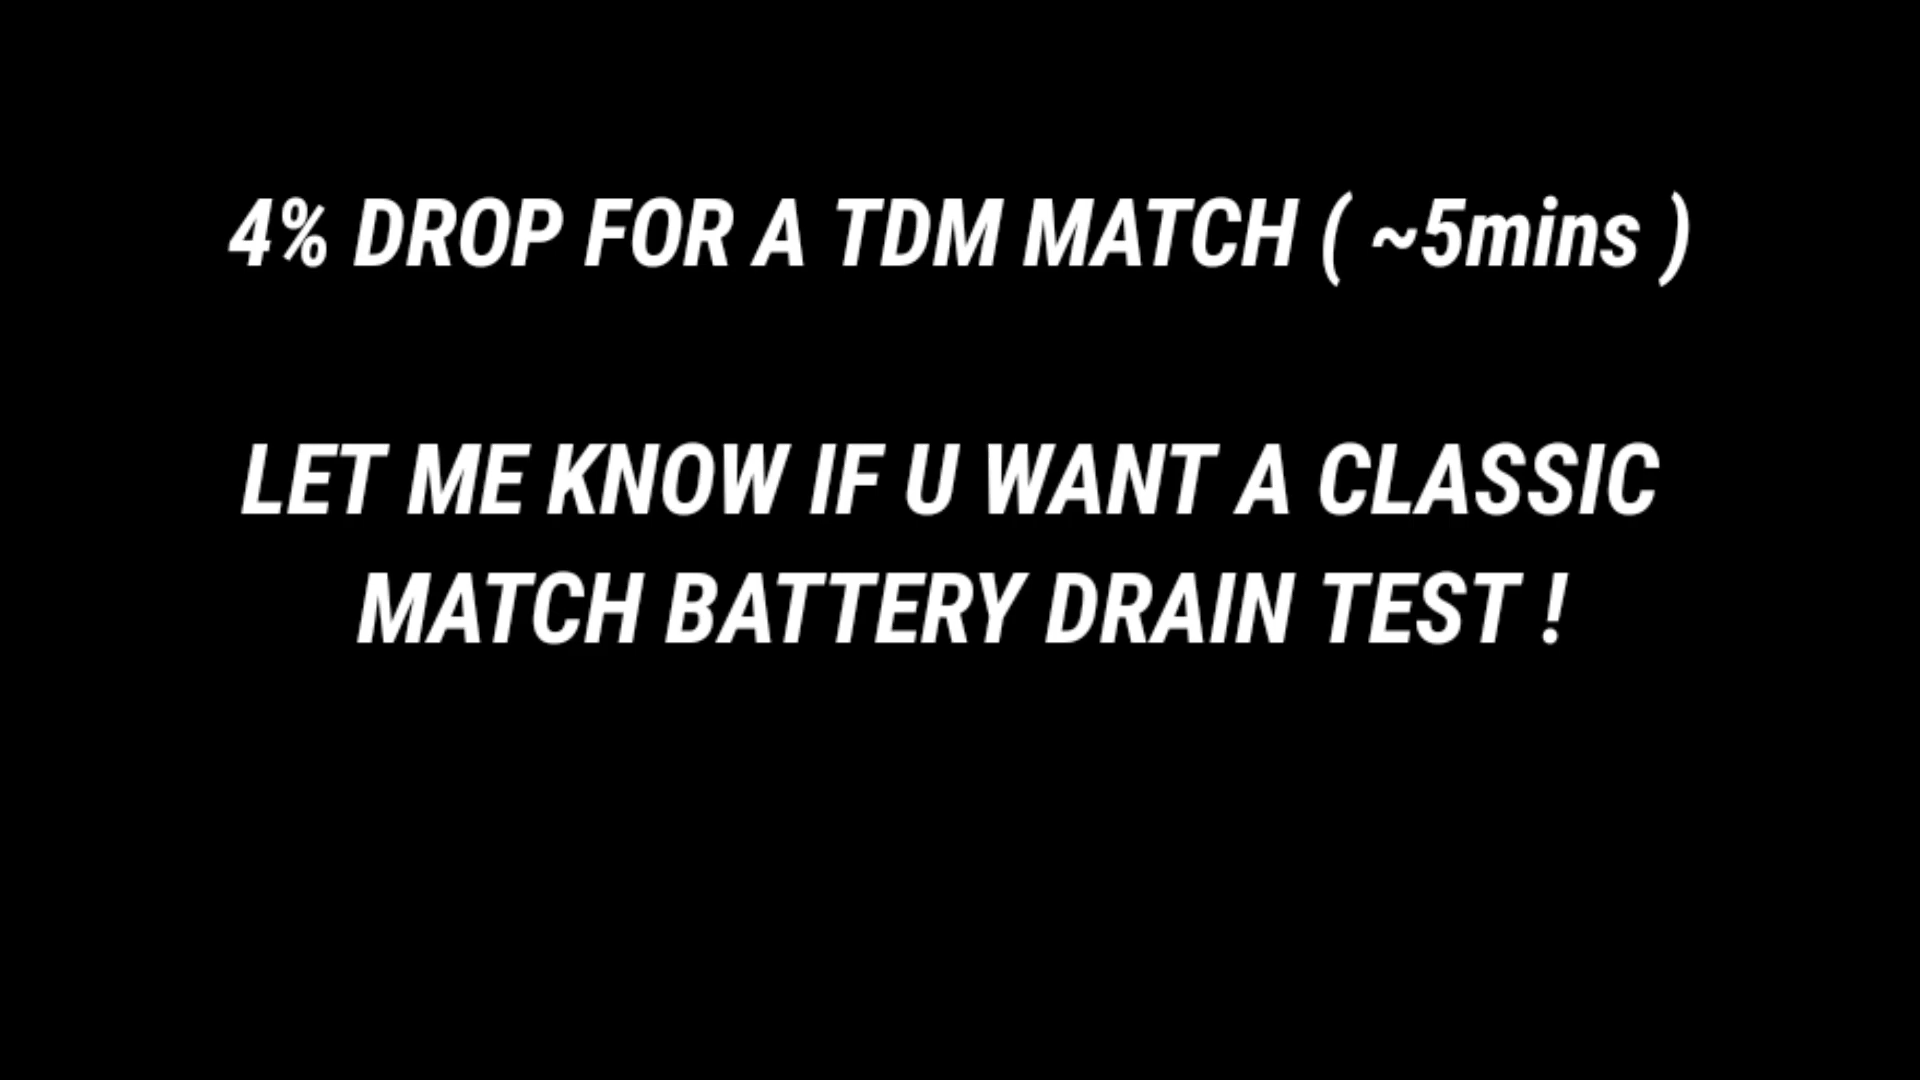 4% DROP FOR A TDM MATCH ( ~5mins )
LET ME KNOW IF U WANT A CLASSIC
MATCH BATTERY DRAIN TEST !